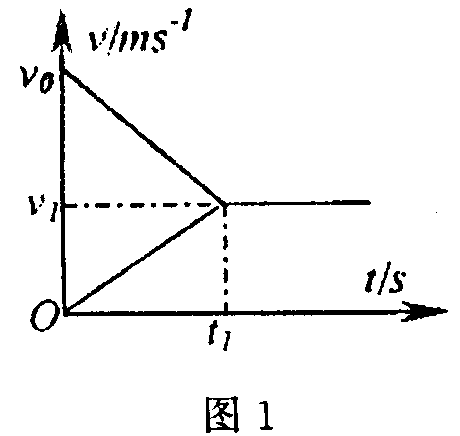 v/ms⁻¹
v₀
v₁
t/s
O
t₁
图 1